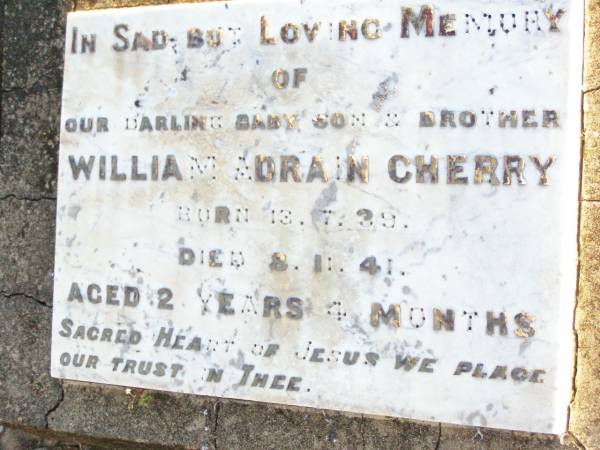 IN SAD BUT LOVING MEMORY
OF
OUR DARLING BABY SON & BROTHER
WILLIAM ADRAIN CHERRY
BORN 13. 7. 39.
DIED 8. 11. 41.
AGED 2 YEARS 4 MONTHS
SACRED HEART OF JESUS WE PLACE
OUR TRUST IN THEE.